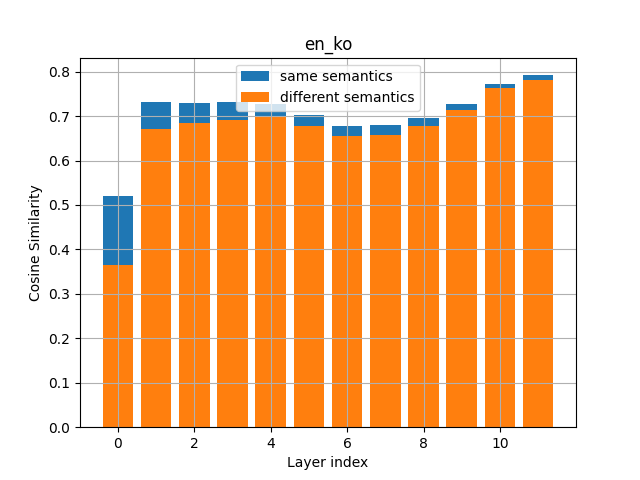 en_ko
same semantics
different semantics
Cosine Similarity
0.8
0.7
0.6
0.5
0.4
0.3
0.2
0.1
0.0
0 2 4 6 8 10
Layer index